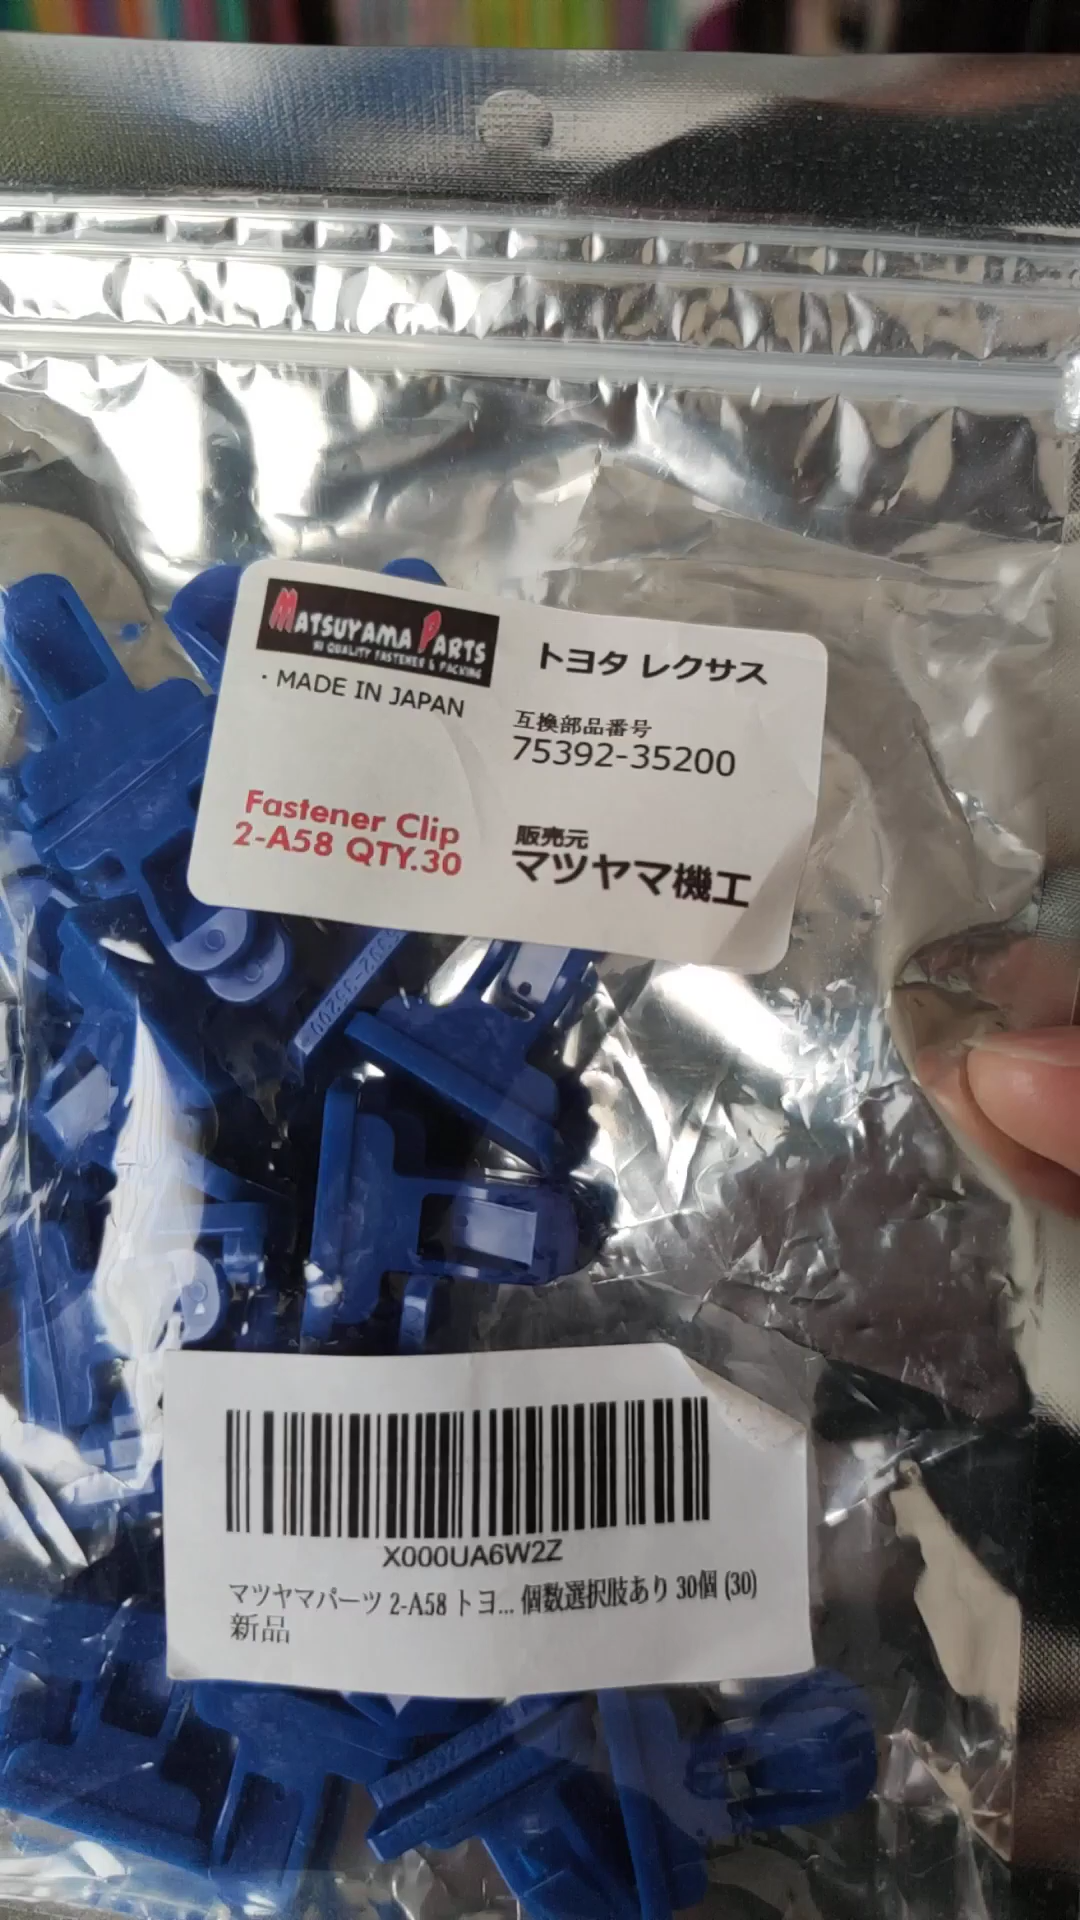 MATSUYAMA PARTS
HI QUALITY FASTENER & PACKING
・MADE IN JAPAN
Fastener Clip
2-A58 QTY.30
トヨタ レクサス
互換部品番号
75392-35200
販売元
マツヤマ機工
X000UA6W2Z
マツヤマパーツ 2-A58 トヨ... 個数選択肢あり 30個 (30)
新品